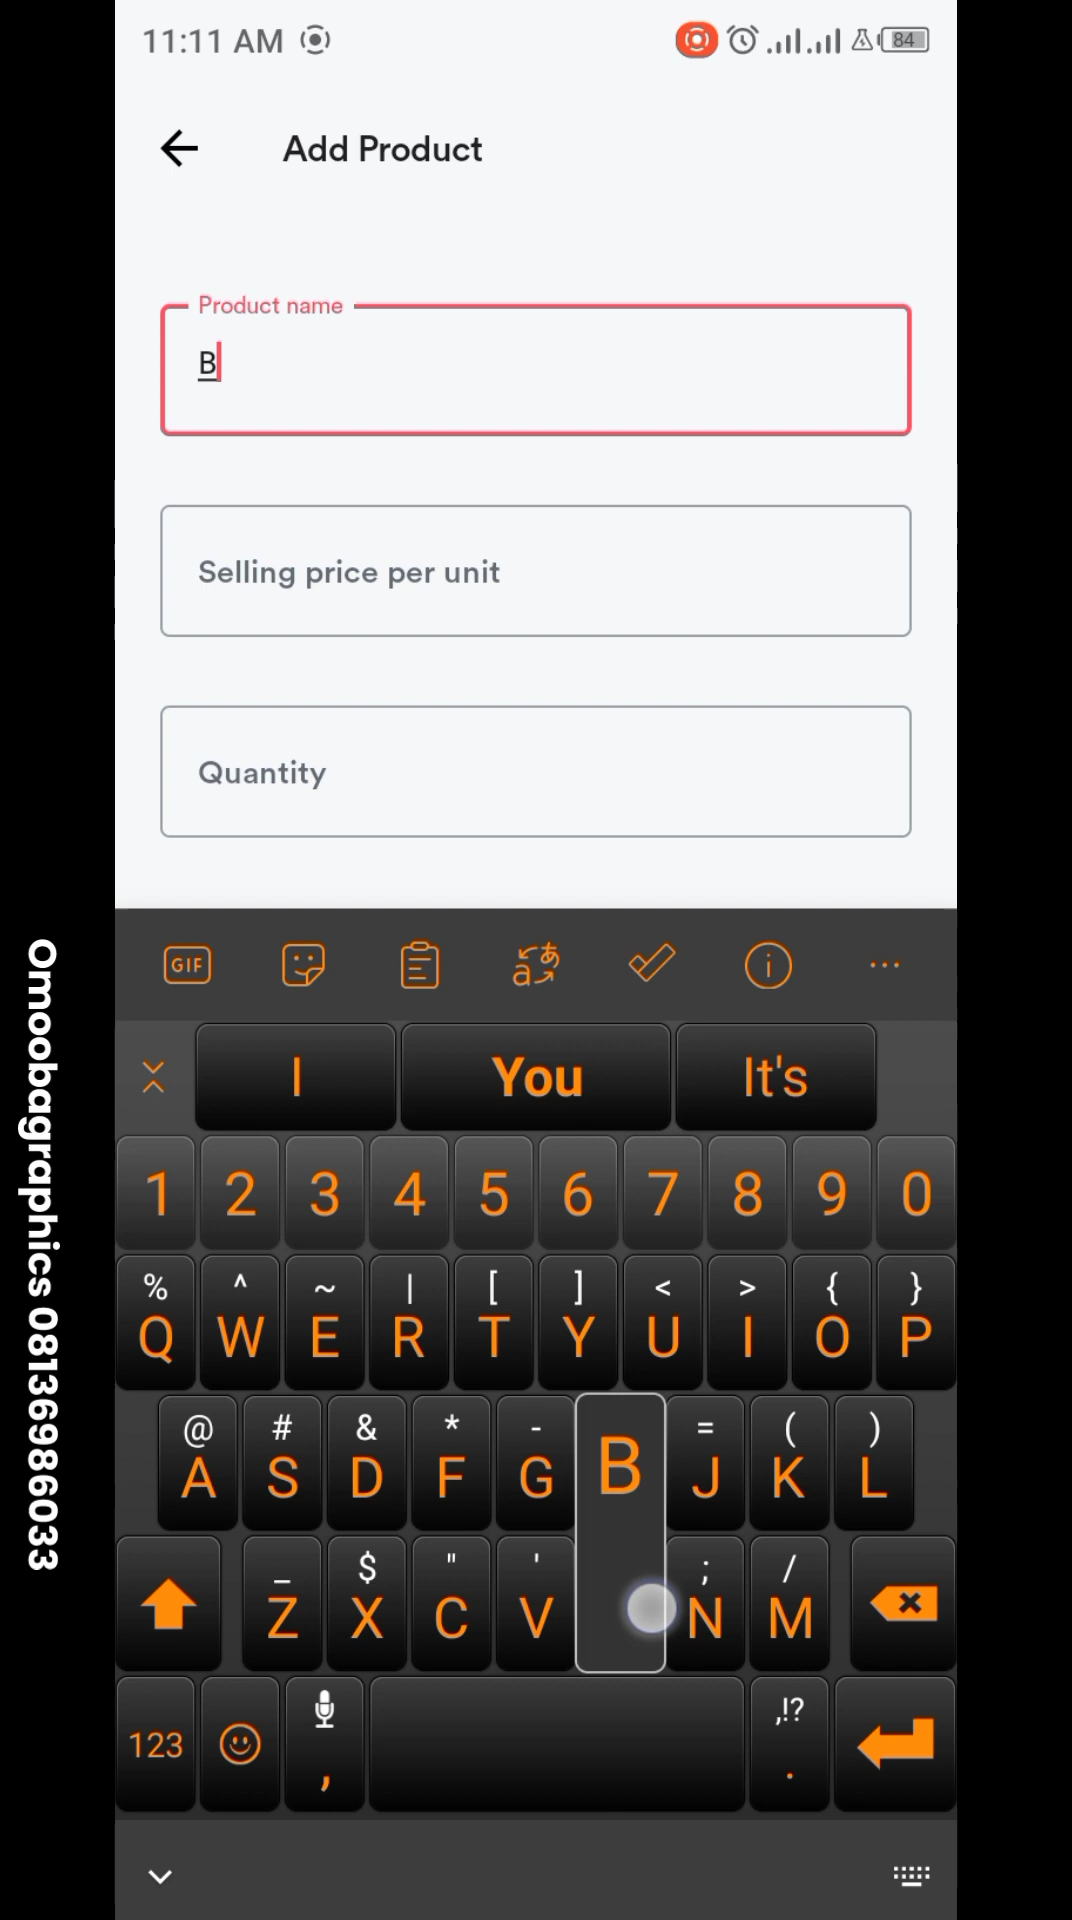 11:11 AM
84
Add Product
Product name
B
Selling price per unit
Quantity
GIF
I You It's
1 2 3 4 5 6 7 8 9 0
% ^ ~ | [ ] < > { }
Q W E R T Y U I O P
@ # & * - = ( )
A S D F G B J K L
_ $ " ' ; /
Z X C V N M
,!?
123 , .
Omoobagraphics 08136986033